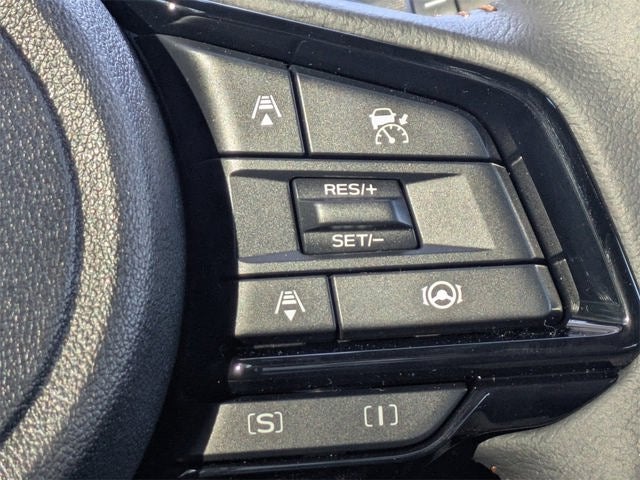 RES/+
SET/-
[S] [I]